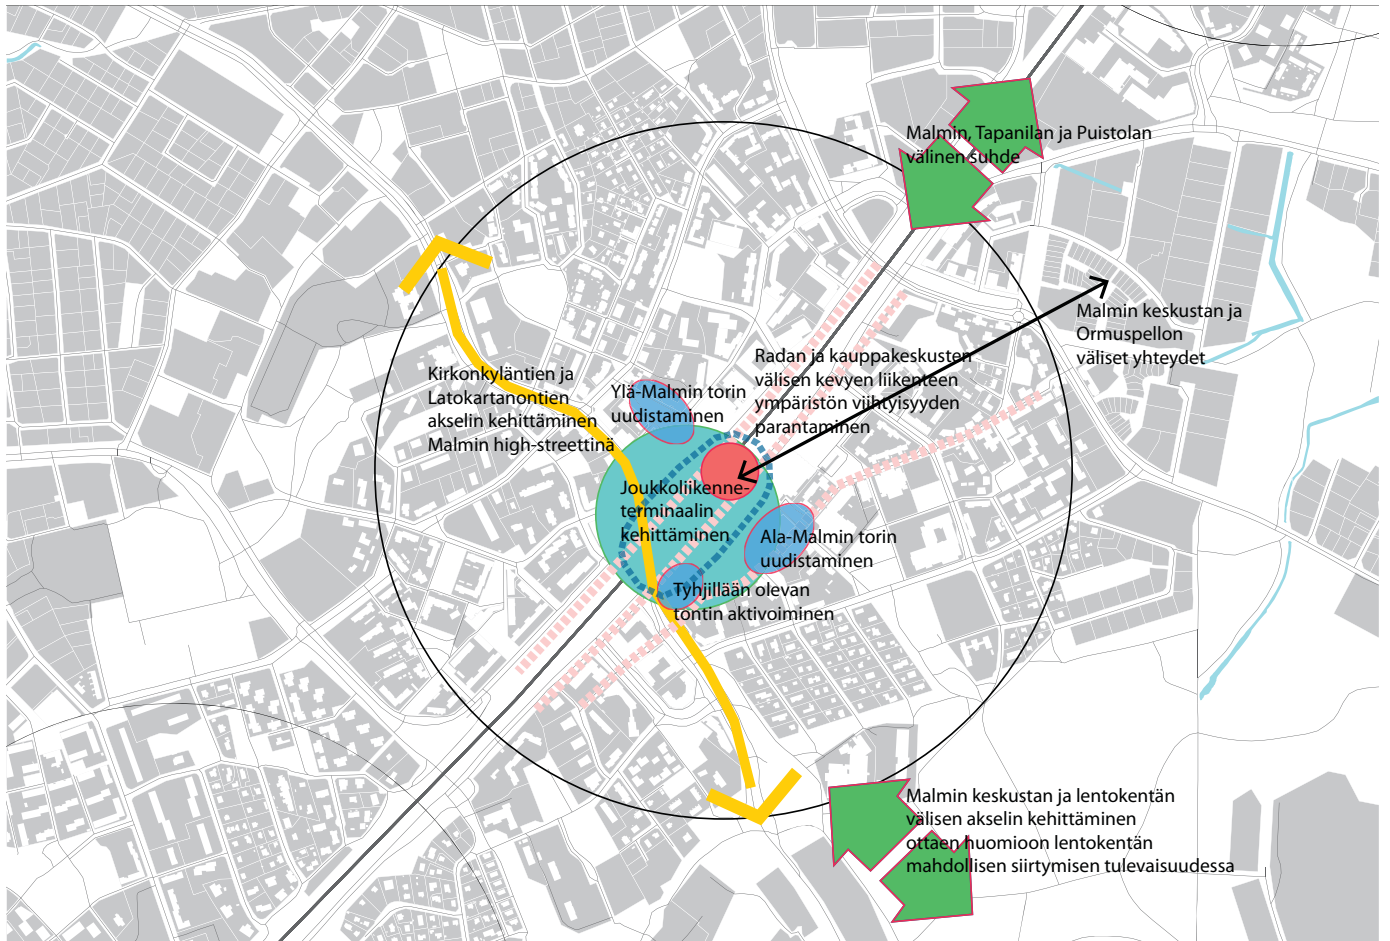 Malmin, Tapanilan ja Puistolan
välinen suhde
Malmin keskustan ja
Ormuspellon
väliset yhteydet
Radan ja kauppakeskusten
välisen kevyen liikenteen
ympäristön viihtyisyyden
parantaminen
Kirkonkyläntien ja
Latokartanontien
akselin kehittäminen
Malmin high-streettinä
Ylä-Malmin torin
uudistaminen
Joukkoliikenne-
terminaalin
kehittäminen
Ala-Malmin torin
uudistaminen
Tyhjillään olevan
tontin aktivoiminen
Malmin keskustan ja lentokentän
välisen akselin kehittäminen
ottaen huomioon lentokentän
mahdollisen siirtymisen tulevaisuudessa